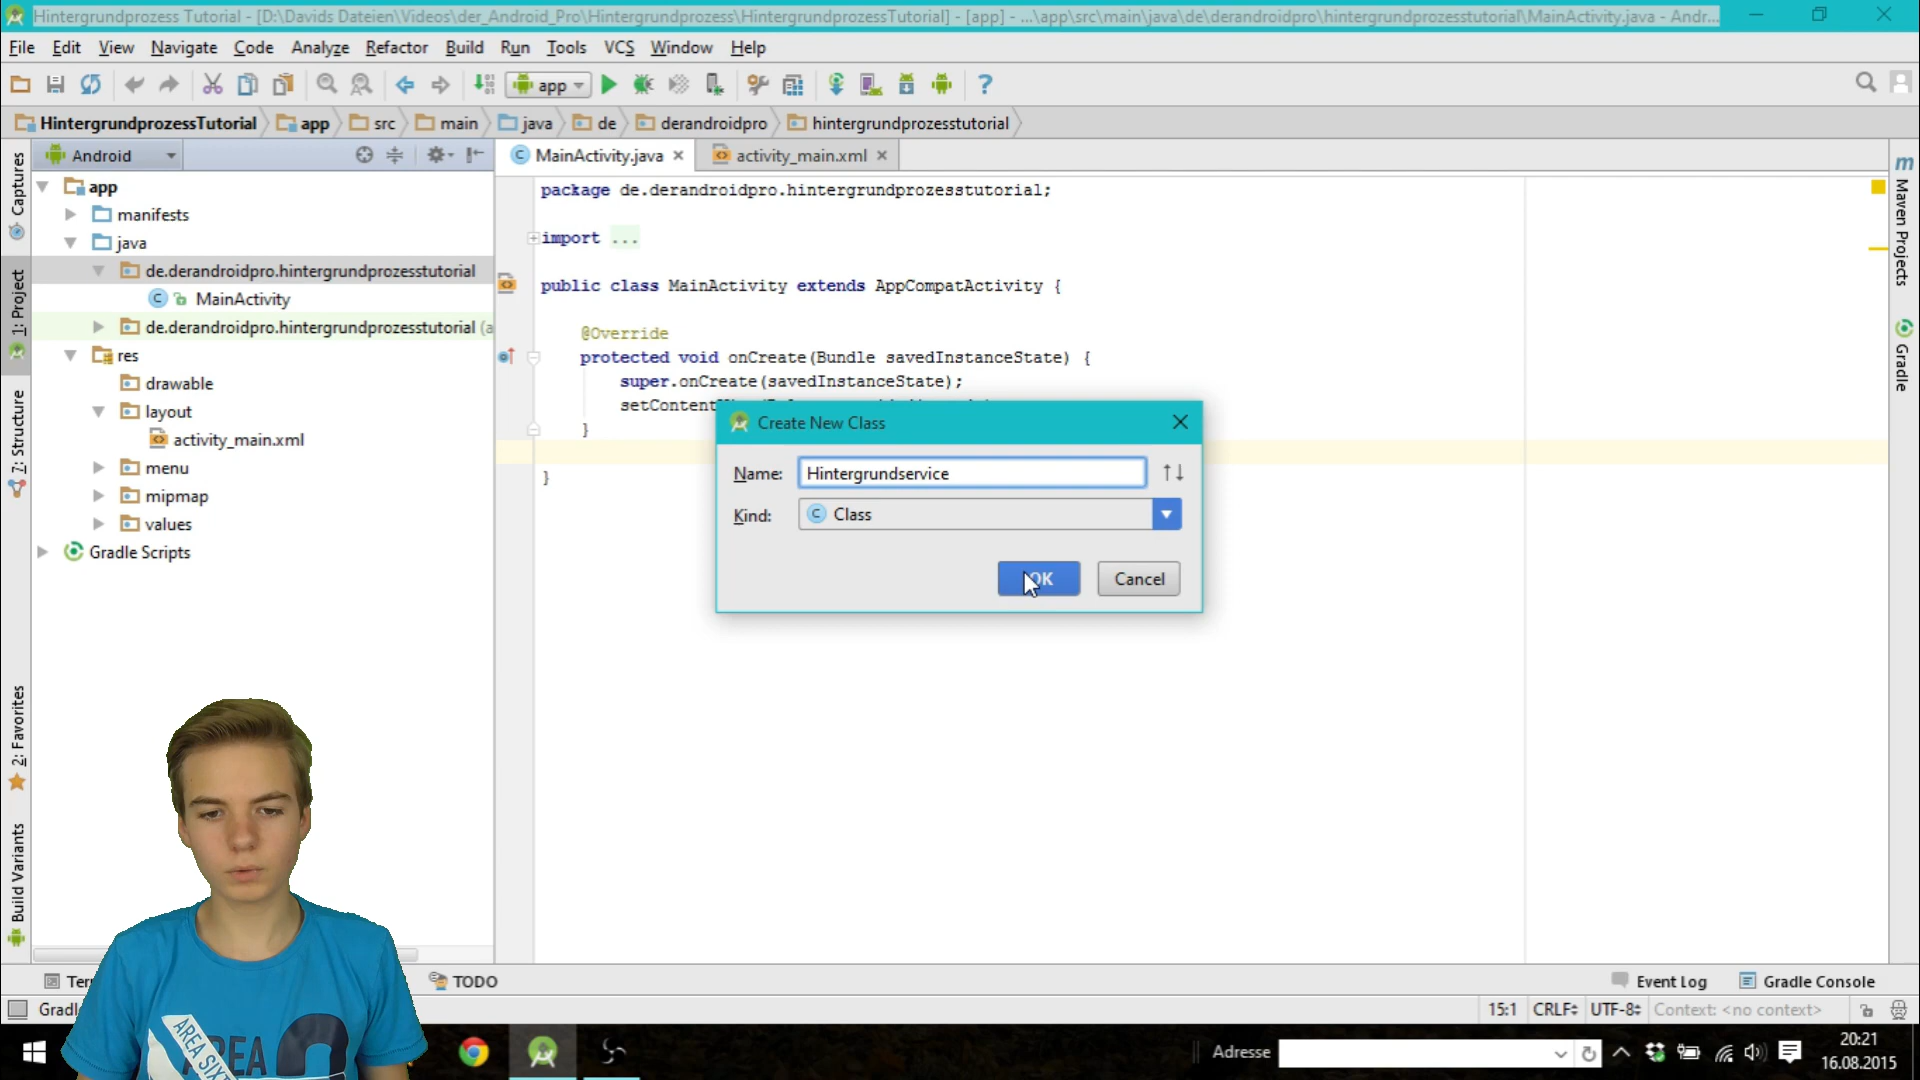 Hintergrundprozess Tutorial - [D:\Davids Dateien\Videos\der_Android_Pro\Hintergrundprozess\HintergrundprozessTutorial] - [app] - ...\app\src\main\java\de\derandroidpro\hintergrundprozesstutorial\MainActivity.java - Andr...
File Edit View Navigate Code Analyze Refactor Build Run Tools VCS Window Help
app
HintergrundprozessTutorial app src main java de derandroidpro hintergrundprozesstutorial
Android
MainActivity.java
activity_main.xml
Captures
1: Project
7: Structure
2: Favorites
Build Variants
app
manifests
java
de.derandroidpro.hintergrundprozesstutorial
MainActivity
de.derandroidpro.hintergrundprozesstutorial (a
res
drawable
layout
activity_main.xml
menu
mipmap
values
Gradle Scripts
package de.derandroidpro.hintergrundprozesstutorial;
import ...
public class MainActivity extends AppCompatActivity {
@Override
protected void onCreate(Bundle savedInstanceState) {
super.onCreate(savedInstanceState);
}
}
Create New Class
Name: Hintergrundservice
Kind: Class
OK Cancel
Maven Projects
Gradle
TODO
Event Log
Gradle Console
15:1 CRLF UTF-8 Context: <no context>
AREA SIXT
AREA
Adresse
20:21
16.08.2015